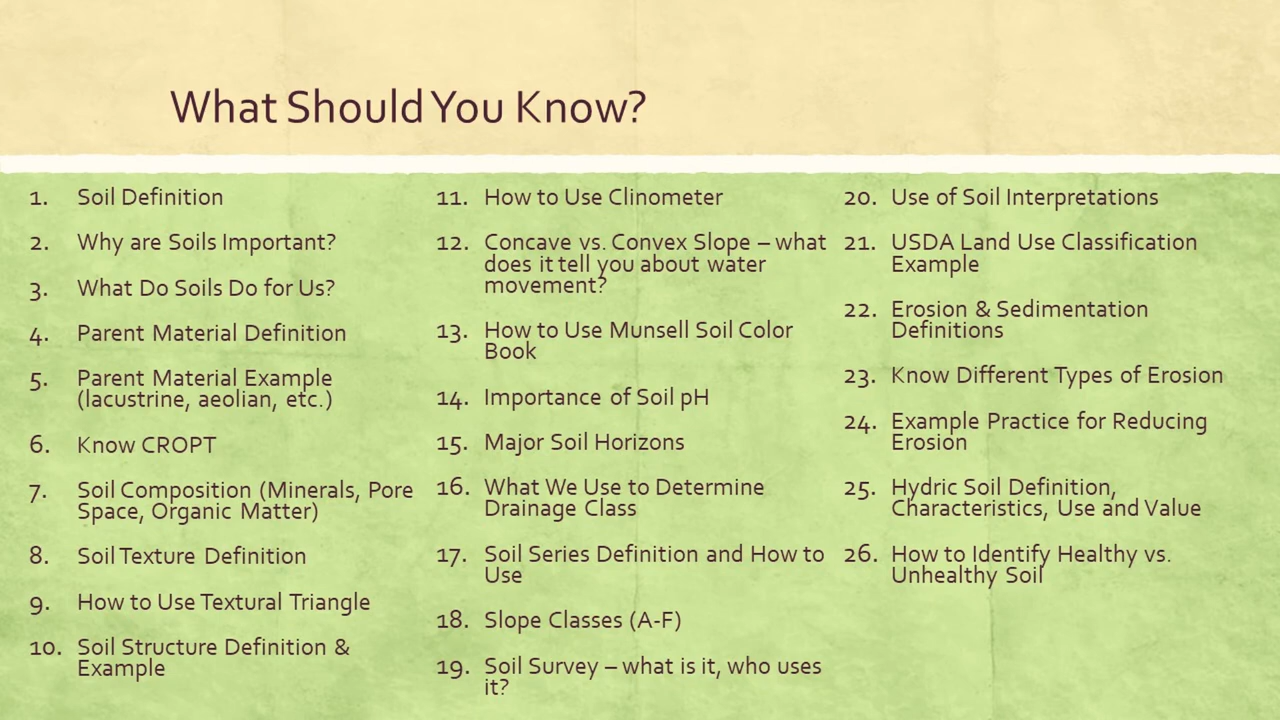 What Should You Know?
1. Soil Definition
2. Why are Soils Important?
3. What Do Soils Do for Us?
4. Parent Material Definition
5. Parent Material Example
(lacustrine, aeolian, etc.)
6. Know CROPT
7. Soil Composition (Minerals, Pore
Space, Organic Matter)
8. Soil Texture Definition
9. How to Use Textural Triangle
10. Soil Structure Definition &
Example
11. How to Use Clinometer
12. Concave vs. Convex Slope – what
does it tell you about water
movement?
13. How to Use Munsell Soil Color
Book
14. Importance of Soil pH
15. Major Soil Horizons
16. What We Use to Determine
Drainage Class
17. Soil Series Definition and How to
Use
18. Slope Classes (A-F)
19. Soil Survey – what is it, who uses
it?
20. Use of Soil Interpretations
21. USDA Land Use Classification
Example
22. Erosion & Sedimentation
Definitions
23. Know Different Types of Erosion
24. Example Practice for Reducing
Erosion
25. Hydric Soil Definition,
Characteristics, Use and Value
26. How to Identify Healthy vs.
Unhealthy Soil